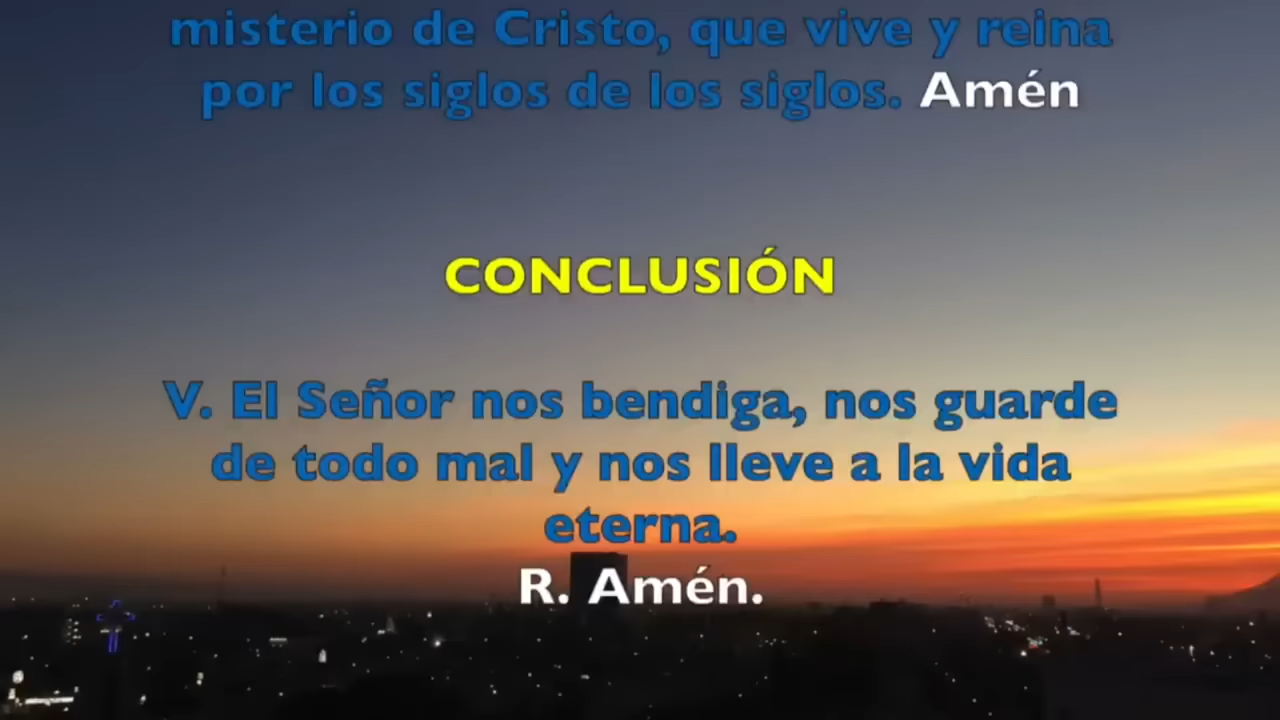 misterio de Cristo, que vive y reina
por los siglos de los siglos. Amén
CONCLUSIÓN
V. El Señor nos bendiga, nos guarde
de todo mal y nos lleve a la vida
eterna.
R. Amén.